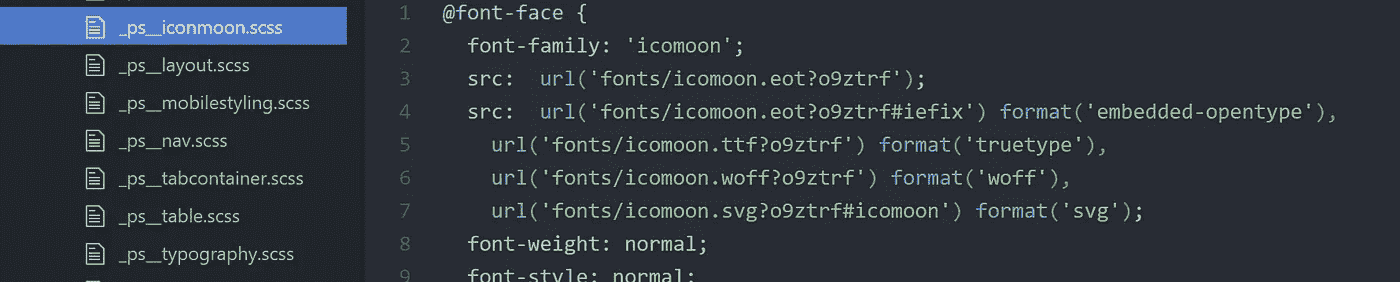 _ps__iconmoon.scss
_ps__layout.scss
_ps__mobilestyling.scss
_ps__nav.scss
_ps__tabcontainer.scss
_ps__table.scss
_ps__typography.scss
1 @font-face {
2 font-family: 'icomoon';
3 src:  url('fonts/icomoon.eot?o9ztrf');
4 src:  url('fonts/icomoon.eot?o9ztrf#iefix') format('embedded-opentype'),
5 url('fonts/icomoon.ttf?o9ztrf') format('truetype'),
6 url('fonts/icomoon.woff?o9ztrf') format('woff'),
7 url('fonts/icomoon.svg?o9ztrf#icomoon') format('svg');
8 font-weight: normal;
9 font-style: normal;